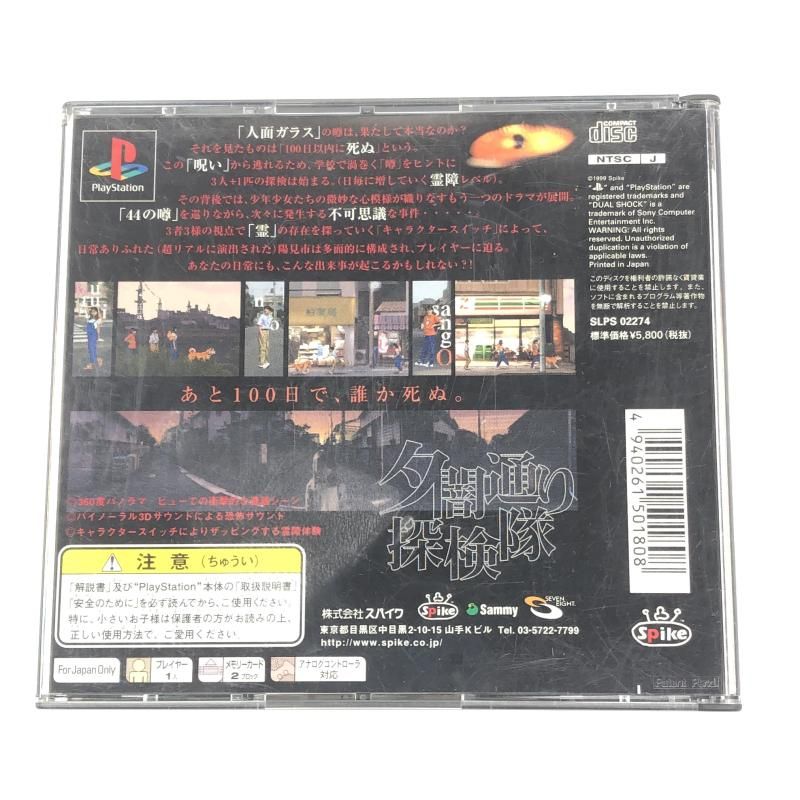 PlayStation
「人面ガラス」の噂は、果たして本当なのか?
それを見たものは「100日以内に死ぬ」という。
この「呪い」から逃れるため、学校で渦巻く「噂」をヒントに
3人+1匹の探検は始まる。(日毎に増していく霊障レベル)。
その背後では、少年少女たちの微妙な心模様が織りなすもう一つのドラマが展開。
「44の噂」を巡りながら、次々に発生する不可思議な事件・・・・・・
3者3様の視点で「霊」の存在を探っていく「キャラクタースイッチ」によって、
日常ありふれた(超リアルに演出された)陽見市は多面的に構成され、プレイヤーに迫る。
あなたの日常にも、こんな出来事が起こるかもしれない?!
COMPACT
disc
NTSC J
©1999 Spike
"PS" and "PlayStation" are
registered trademarks and
"DUAL SHOCK" is a
trademark of Sony Computer
Entertainment Inc.
WARNING: All rights
reserved. Unauthorized
duplication is a violation of
applicable laws.
Printed in Japan
このディスクを権利者の許諾なく賃貸業
に使用することを禁止します。また、
ソフトに含まれるプログラム等著作物
を無断で解析することを禁止します。
SLPS 02274
標準価格¥5,800(税抜)
sango
あと100日で、誰か死ぬ。
夕闇通り
探検隊
◎360度パノラマ ビューでの衝撃的な遭遇シーン
◎バイノーラル3Dサウンドによる恐怖サウンド
◎キャラクタースイッチによりザッピングする霊障体験
4940261501808
注意(ちゅうい)
「解説書」及び"PlayStation"本体の「取扱説明書」
「安全のために」を必ず読んでから、ご使用ください。
特に、小さいお子様は保護者の方がお読みの上、
正しい使用方法で、ご愛用ください
株式会社 スパイク Spike Sammy SEVEN EIGHT.
東京都目黒区中目黒2-10-15 山手Kビル Tel. 03-5722-7799
http://www.spike.co.jp/
Spike
For Japan Only
プレイヤー
1人
メモリーカード
2ブロック
アナログコントローラ
対応